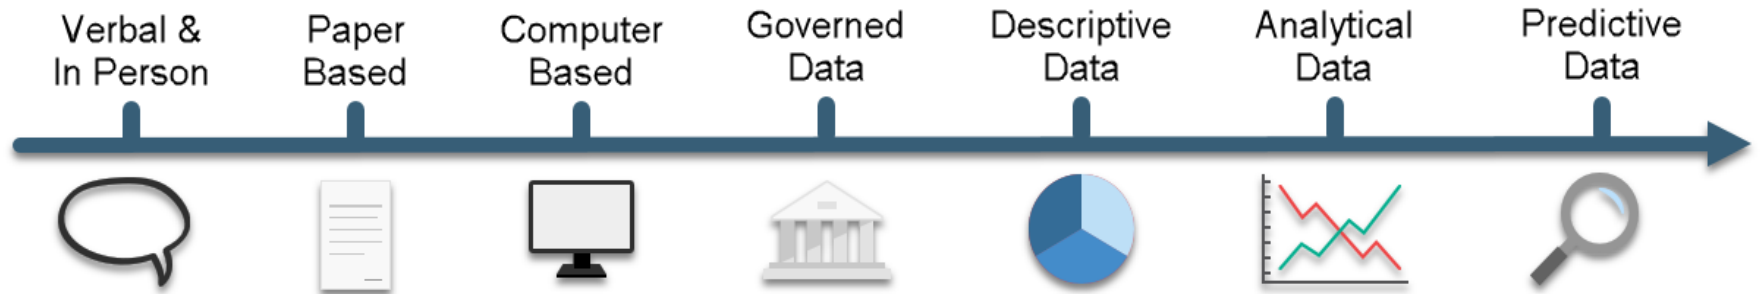 Verbal &
In Person
Paper
Based
Computer
Based
Governed
Data
Descriptive
Data
Analytical
Data
Predictive
Data